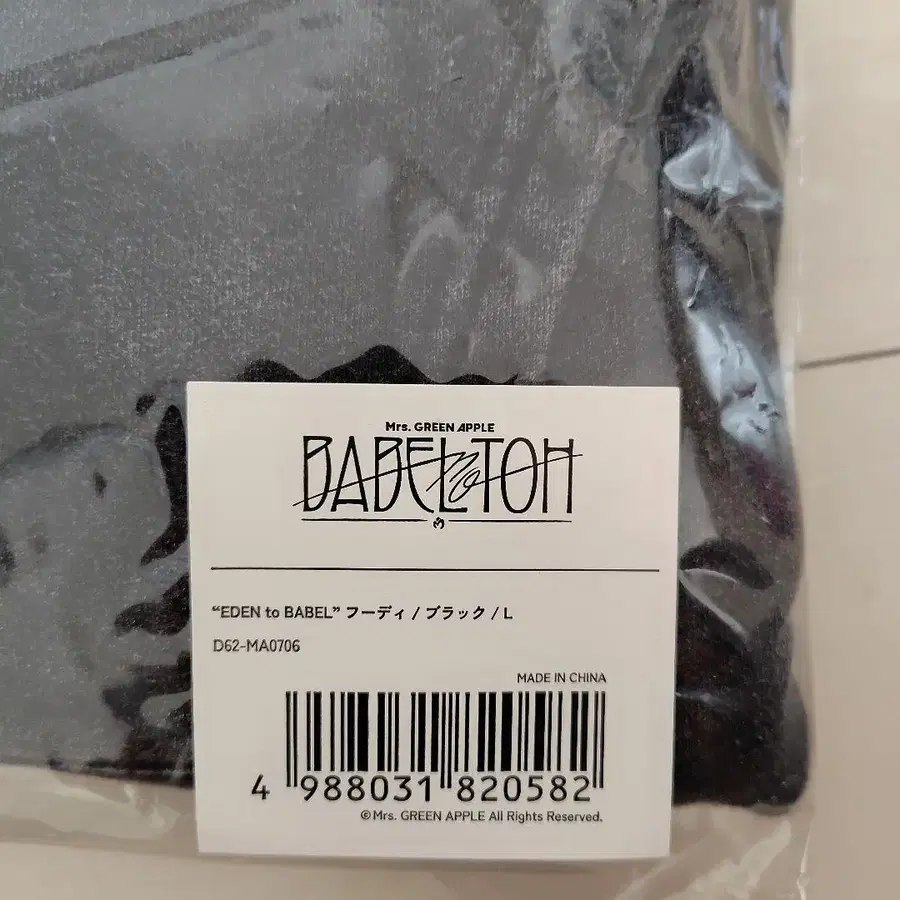 Mrs. GREEN APPLE
BABEL no TOH
“EDEN to BABEL” フーディ / ブラック / L
D62-MA0706
MADE IN CHINA
4 988031 820582
©Mrs. GREEN APPLE All Rights Reserved.